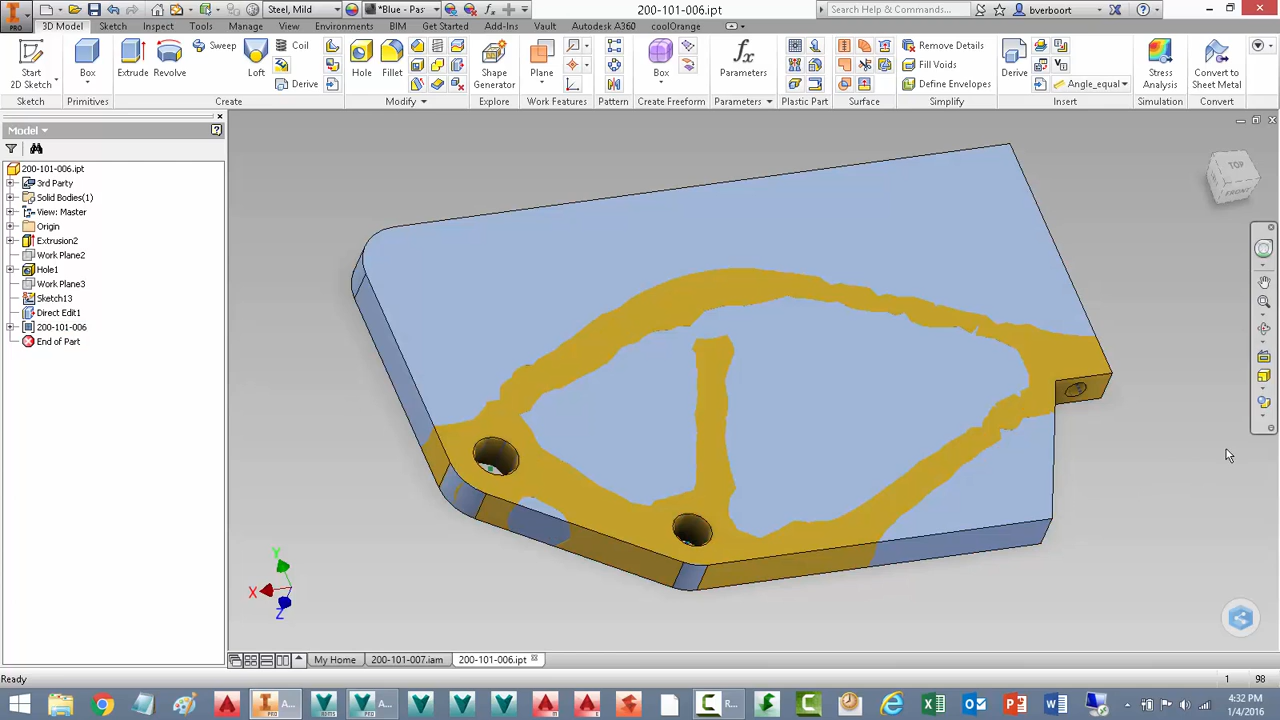 Steel, Mild
*Blue - Pas
200-101-006.ipt
Search Help & Commands...
bverboort
PRO
3D Model
Sketch
Inspect
Tools
Manage
View
Environments
BIM
Get Started
Add-Ins
Vault
Autodesk A360
coolOrange
Start
2D Sketch
Box
Extrude
Revolve
Sweep
Loft
Coil
Derive
Hole
Fillet
Shape
Generator
Plane
Box
fx
Parameters
Remove Details
Fill Voids
Define Envelopes
Derive
Angle_equal
Stress
Analysis
Convert to
Sheet Metal
Sketch
Primitives
Create
Modify
Explore
Work Features
Pattern
Create Freeform
Parameters
Plastic Part
Surface
Simplify
Insert
Simulation
Convert
Model
200-101-006.ipt
3rd Party
Solid Bodies(1)
View: Master
Origin
Extrusion2
Work Plane2
Hole1
Work Plane3
Sketch13
Direct Edit1
200-101-006
End of Part
TOP
FRONT
Y
X
Z
My Home
200-101-007.iam
200-101-006.ipt
Ready
1
98
A...
A...
R...
4:32 PM
1/4/2016